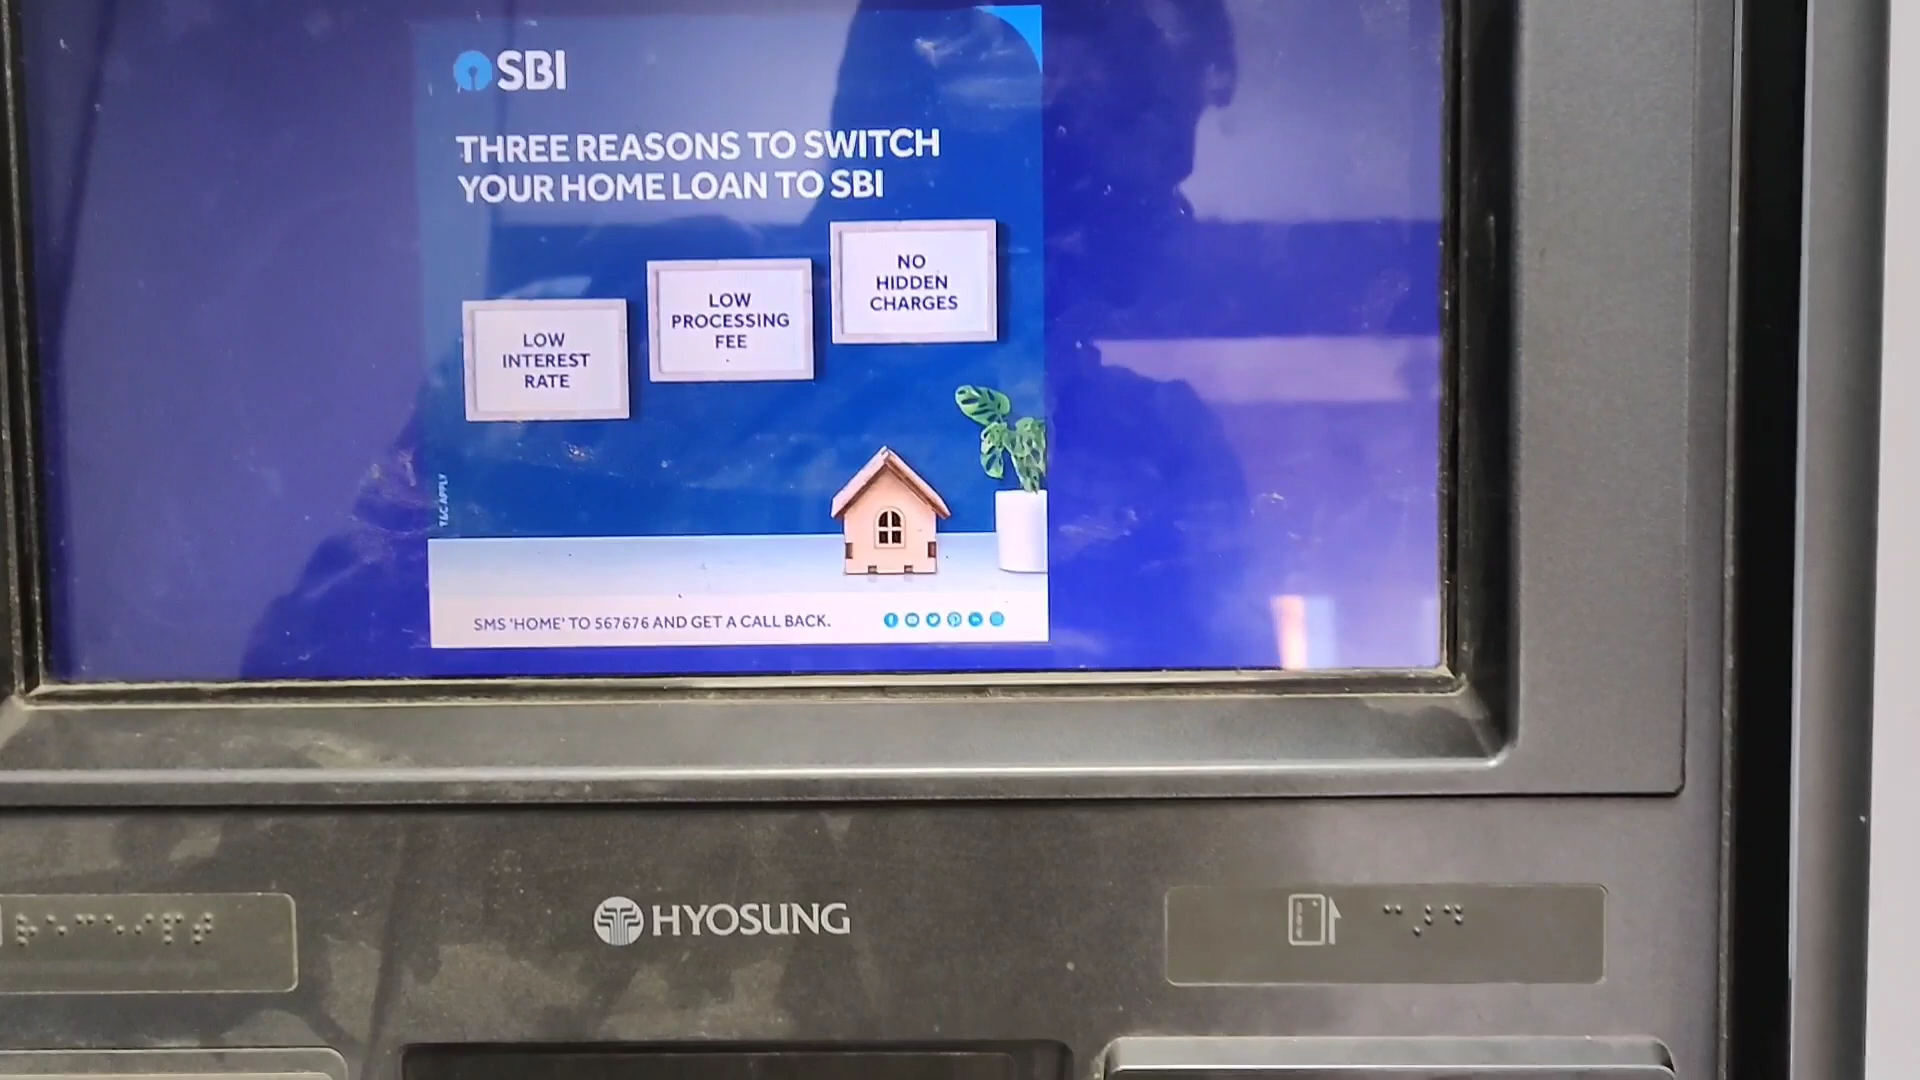 SBI
THREE REASONS TO SWITCH
YOUR HOME LOAN TO SBI
NO
HIDDEN
CHARGES
LOW
PROCESSING
FEE
LOW
INTEREST
RATE
T&C APPLY
SMS 'HOME' TO 567676 AND GET A CALL BACK.
HYOSUNG